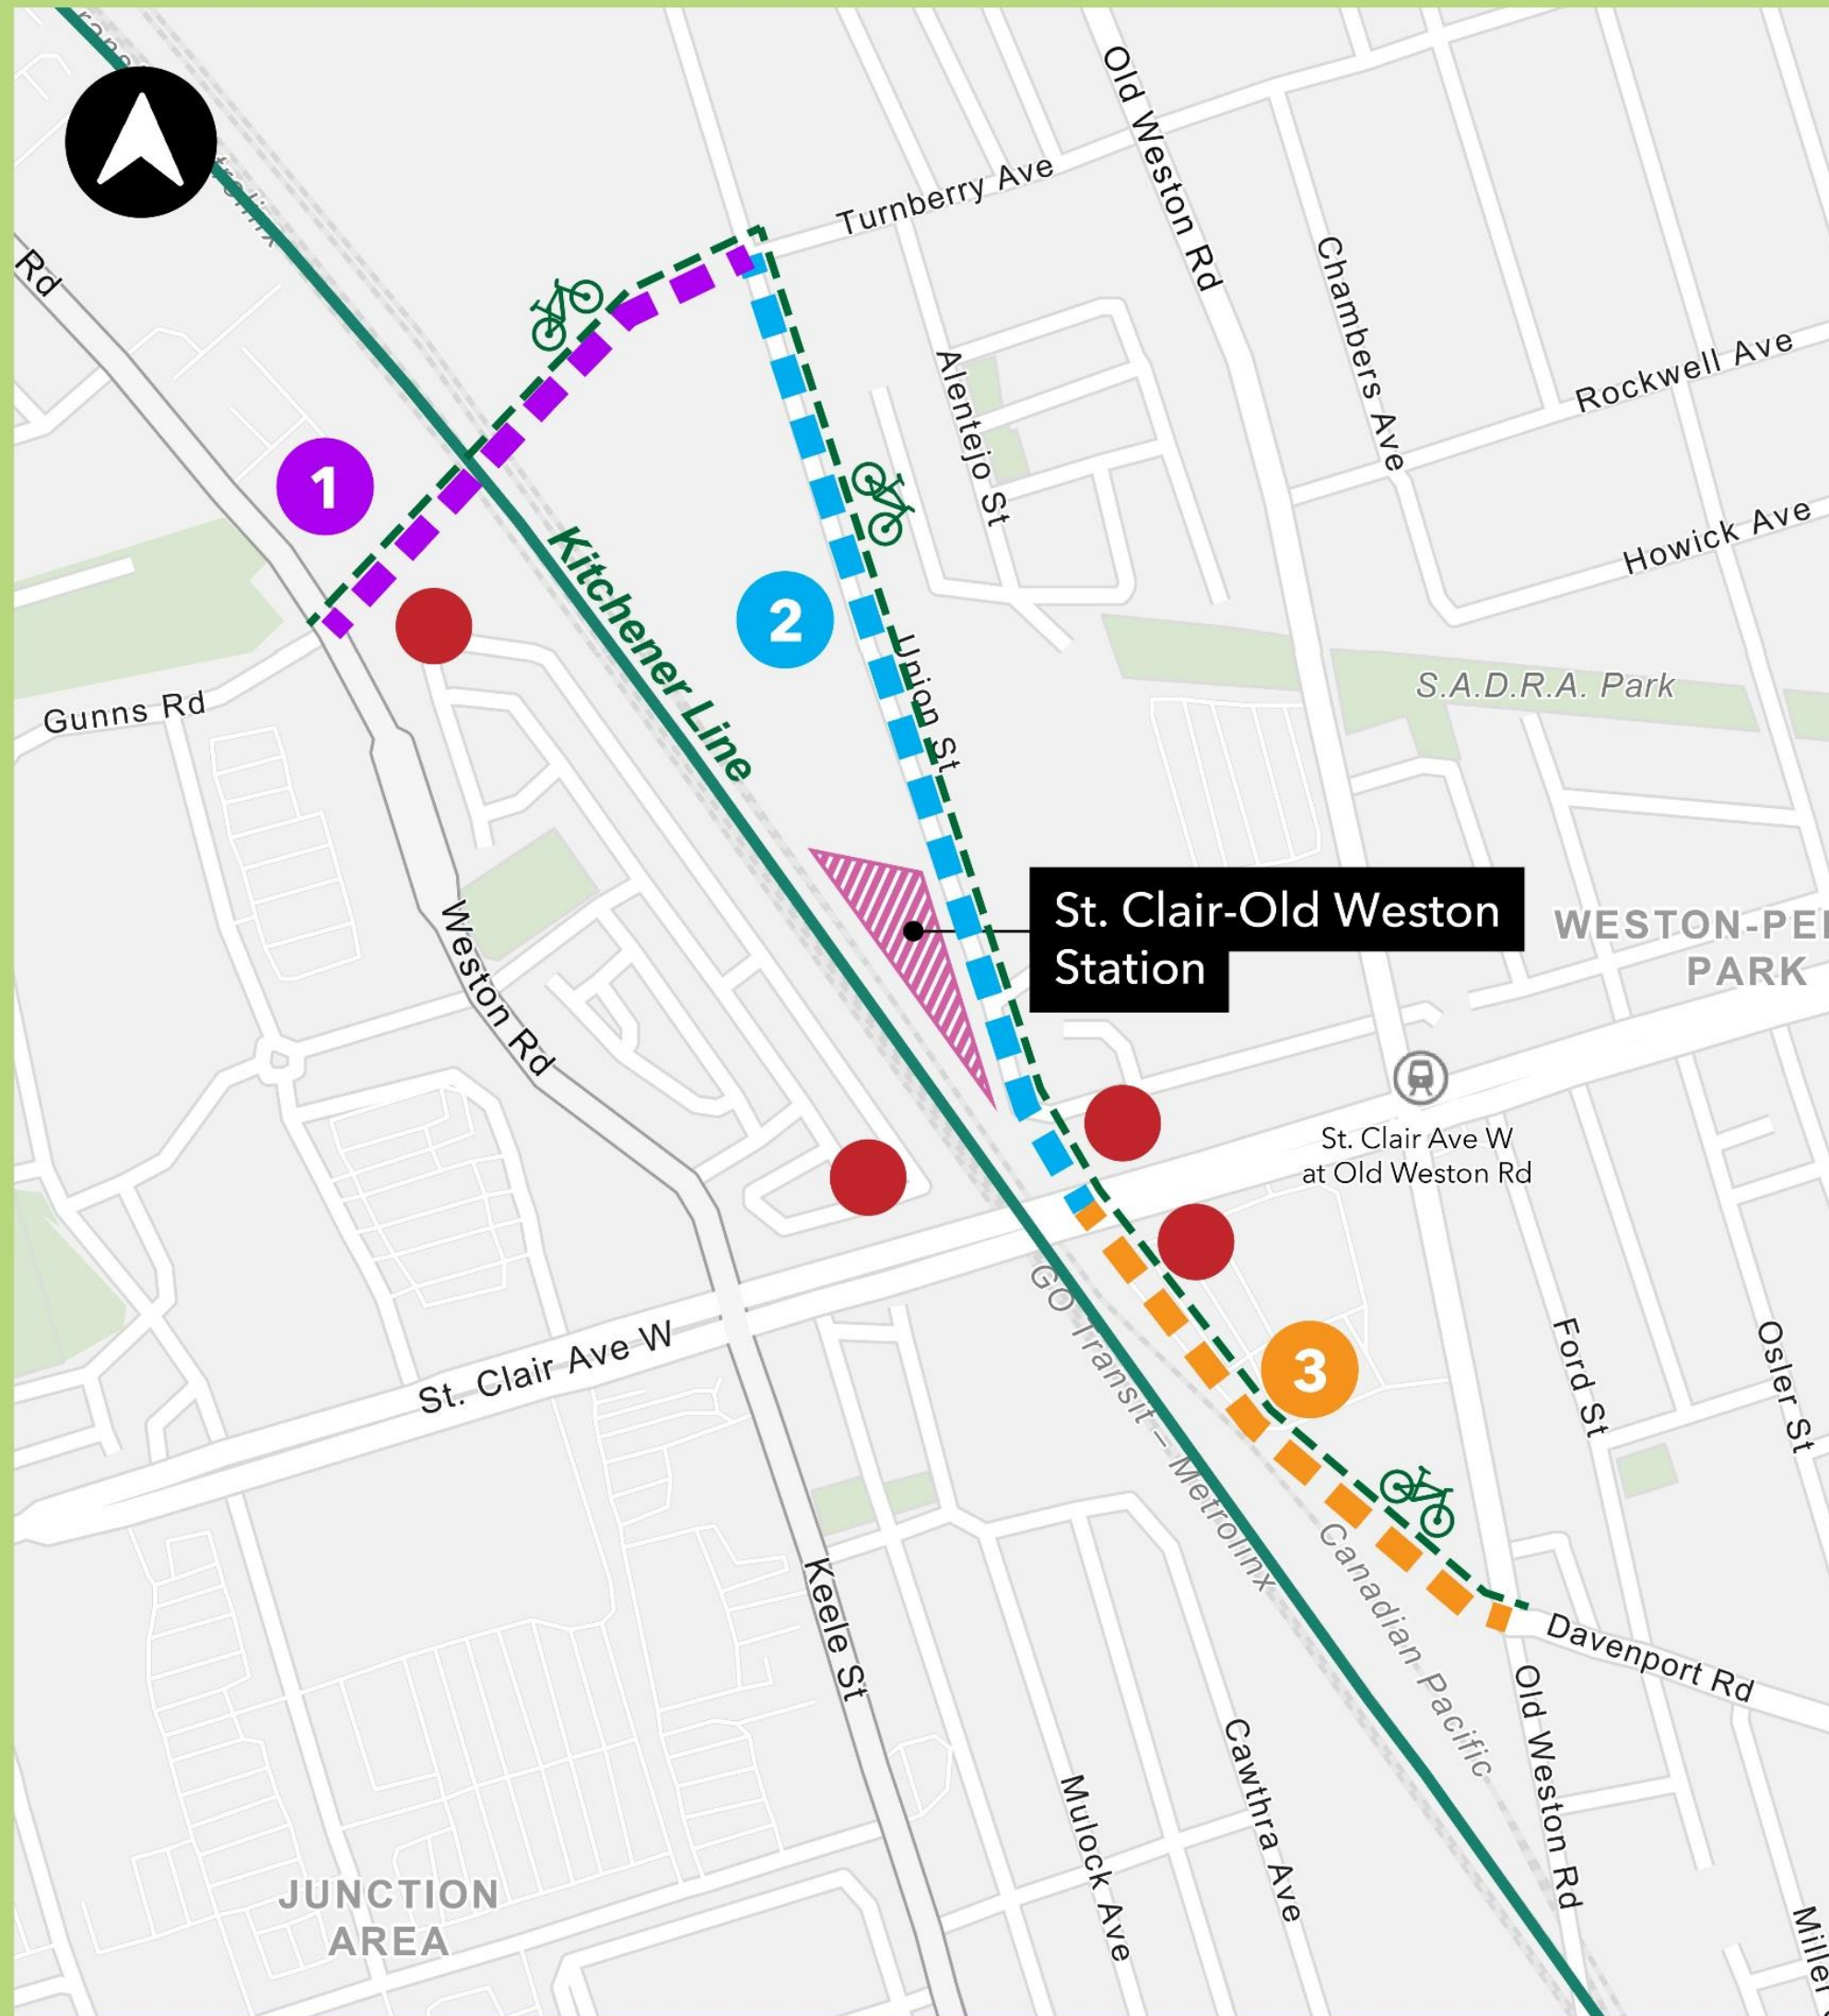 Old Weston Rd
Turnberry Ave
Rd
Chambers Ave
Rockwell Ave
Alentejo St
1
Kitchener Line
Howick Ave
2
Union St
S.A.D.R.A. Park
Gunns Rd
St. Clair-Old Weston
Station
WESTON-PE
PARK
Weston Rd
St. Clair Ave W
at Old Weston Rd
GO Transit – Metrolinx
St. Clair Ave W
3
Ford St
Osler St
Canadian Pacific
Keele St
Davenport Rd
Old Weston Rd
Cawthra Ave
Mulock Ave
JUNCTION
AREA
Miller